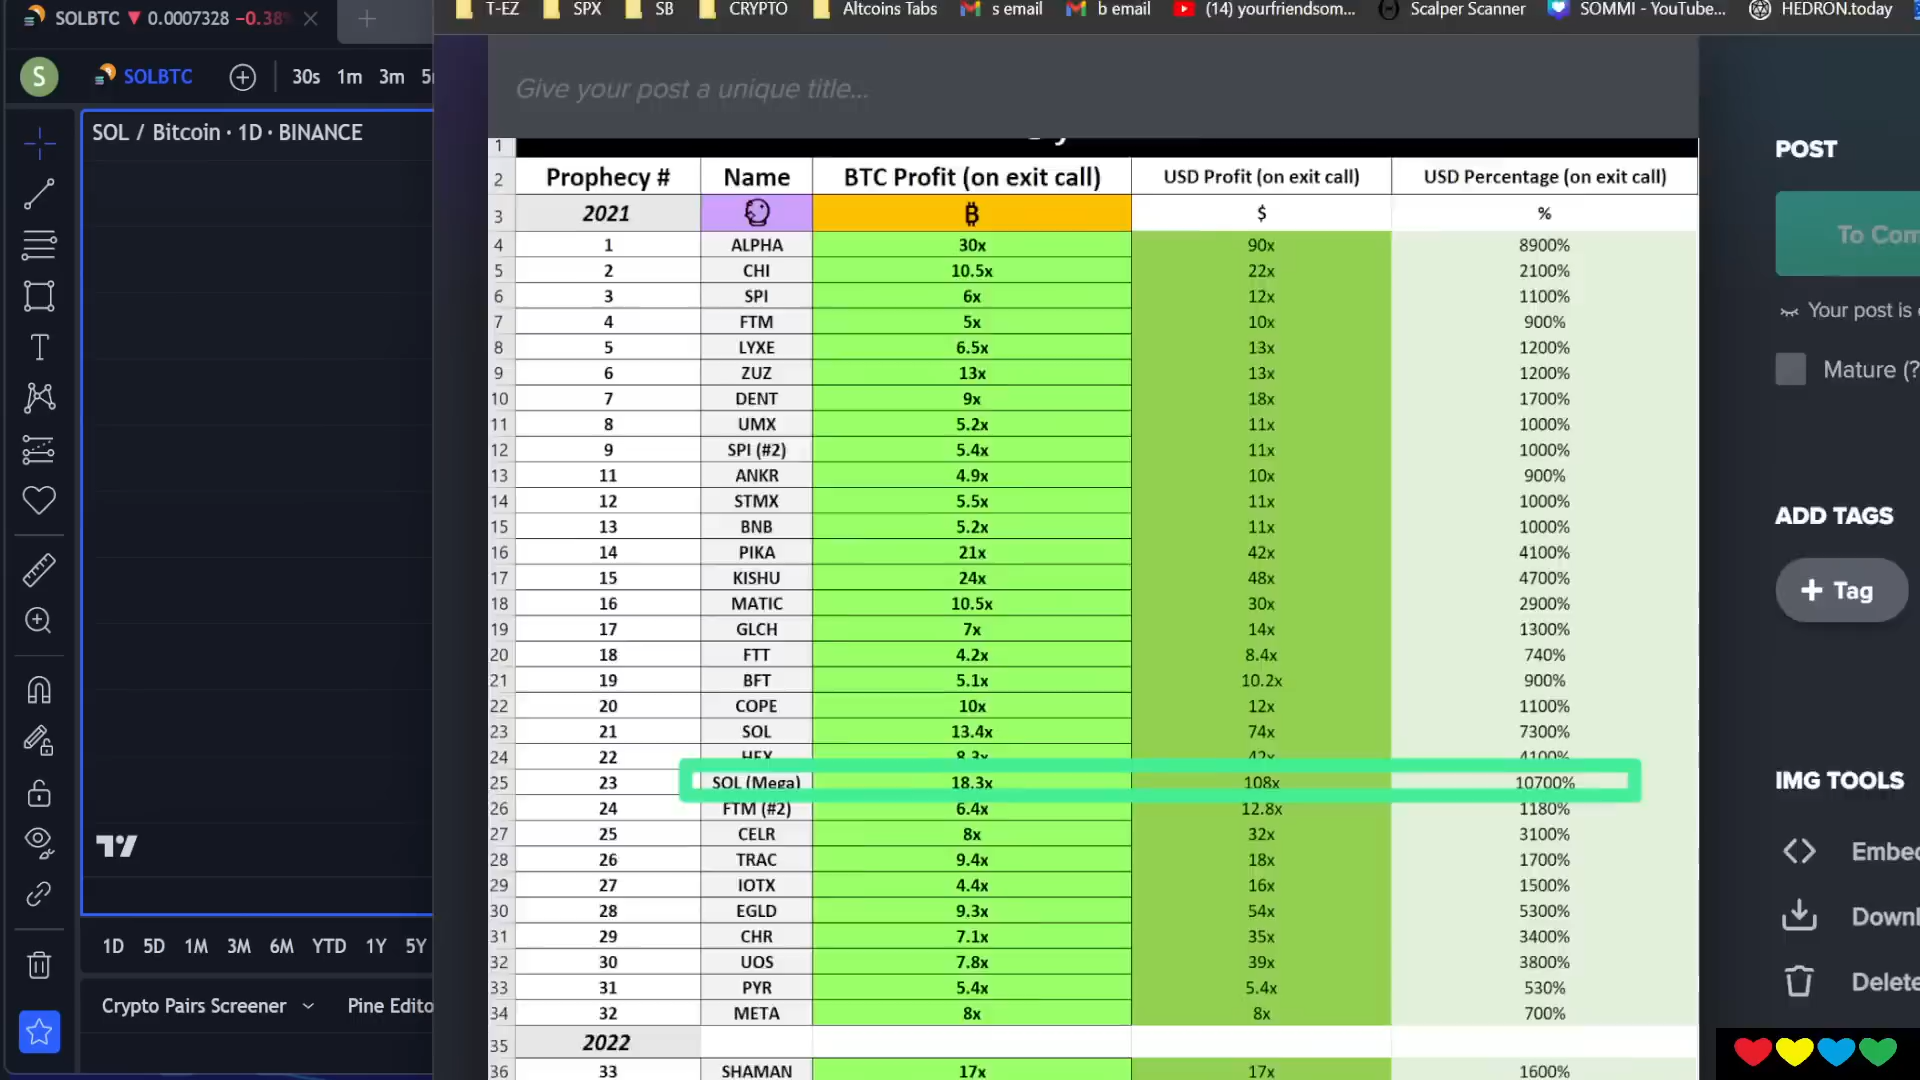 SOLBTC ▼ 0.0007328 −0.38
T-EZ SPX SB CRYPTO Altcoins Tabs s email b email (14) yourfriendsom... Scalper Scanner SOMMI - YouTube... HEDRON.today
S SOLBTC 30s 1m 3m
SOL / Bitcoin · 1D · BINANCE
Give your post a unique title...
1
2 Prophecy # Name BTC Profit (on exit call) USD Profit (on exit call) USD Percentage (on exit call)
3 2021 ₿ $ %
4 1 ALPHA 30x 90x 8900%
5 2 CHI 10.5x 22x 2100%
6 3 SPI 6x 12x 1100%
7 4 FTM 5x 10x 900%
8 5 LYXE 6.5x 13x 1200%
9 6 ZUZ 13x 13x 1200%
10 7 DENT 9x 18x 1700%
11 8 UMX 5.2x 11x 1000%
12 9 SPI (#2) 5.4x 11x 1000%
13 11 ANKR 4.9x 10x 900%
14 12 STMX 5.5x 11x 1000%
15 13 BNB 5.2x 11x 1000%
16 14 PIKA 21x 42x 4100%
17 15 KISHU 24x 48x 4700%
18 16 MATIC 10.5x 30x 2900%
19 17 GLCH 7x 14x 1300%
20 18 FTT 4.2x 8.4x 740%
21 19 BFT 5.1x 10.2x 900%
22 20 COPE 10x 12x 1100%
23 21 SOL 13.4x 74x 7300%
24 22 HEX 8.3x 42x 4100%
25 23 SOL (Mega) 18.3x 108x 10700%
26 24 FTM (#2) 6.4x 12.8x 1180%
27 25 CELR 8x 32x 3100%
28 26 TRAC 9.4x 18x 1700%
29 27 IOTX 4.4x 16x 1500%
30 28 EGLD 9.3x 54x 5300%
31 29 CHR 7.1x 35x 3400%
32 30 UOS 7.8x 39x 3800%
33 31 PYR 5.4x 5.4x 530%
34 32 META 8x 8x 700%
35 2022
36 33 SHAMAN 17x 17x 1600%
1D 5D 1M 3M 6M YTD 1Y 5Y
Crypto Pairs Screener Pine Edito
POST
To Com
Your post is
Mature (?
ADD TAGS
+ Tag
IMG TOOLS
Embed
Downl
Delete